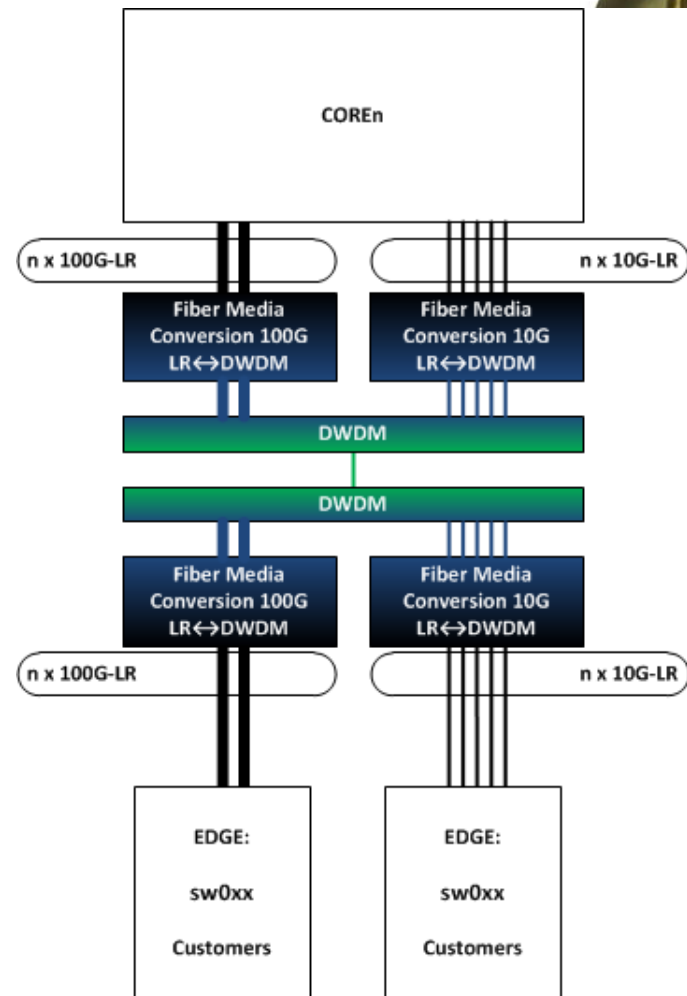 COREn
n x 100G-LR
n x 10G-LR
Fiber Media
Conversion 100G
LR↔DWDM
Fiber Media
Conversion 10G
LR↔DWDM
DWDM
DWDM
Fiber Media
Conversion 100G
LR↔DWDM
Fiber Media
Conversion 10G
LR↔DWDM
n x 100G-LR
n x 10G-LR
EDGE:
sw0xx
Customers
EDGE:
sw0xx
Customers